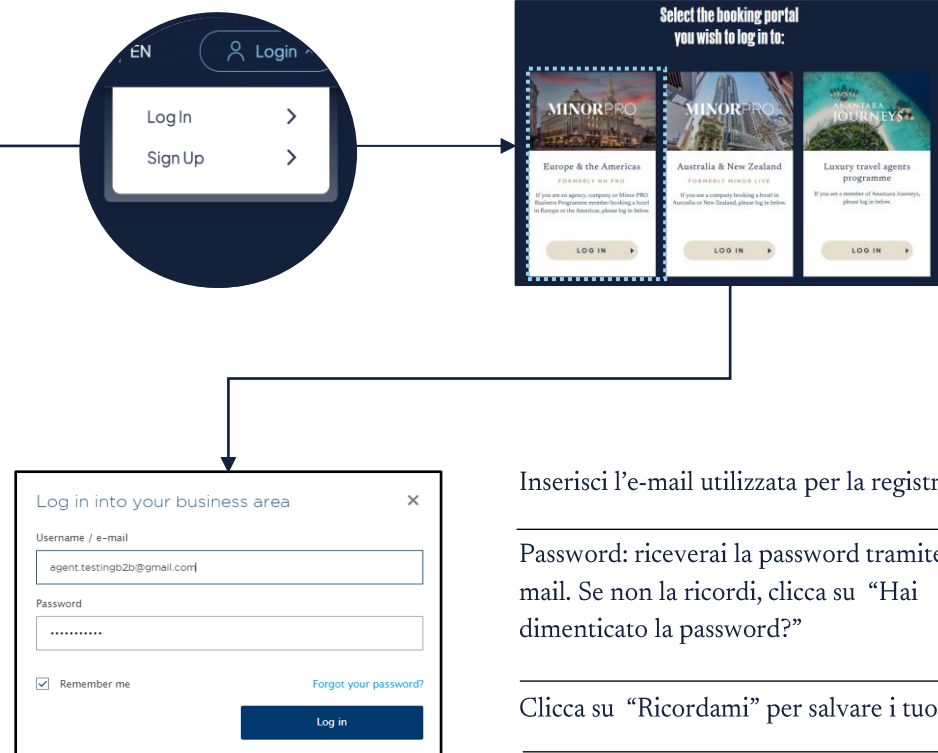 EN
Login
Log In
Sign Up
Select the booking portal
you wish to log in to:
MINORPRO
Europe & the Americas
FORMERLY NH PRO
If you are an agency, company or Minor PRO
Business Programme member booking a hotel
in Europe or the Americas, please log in below.
LOG IN
MINORPRO
Australia & New Zealand
FORMERLY MINOR LIVE
If you are a company booking a hotel in
Australia or New Zealand, please log in below.
LOG IN
ANANTARA
JOURNEYS
Luxury travel agents
programme
If you are a member of Anantara Journeys,
please log in below.
LOG IN
Log in into your business area
Username / e-mail
agent.testingb2b@gmail.com
Password
•••••••••••
Remember me
Forgot your password?
Log in
Inserisci l’e-mail utilizzata per la registr
Password: riceverai la password tramite
mail. Se non la ricordi, clicca su “Hai
dimenticato la password?”
Clicca su “Ricordami” per salvare i tuo